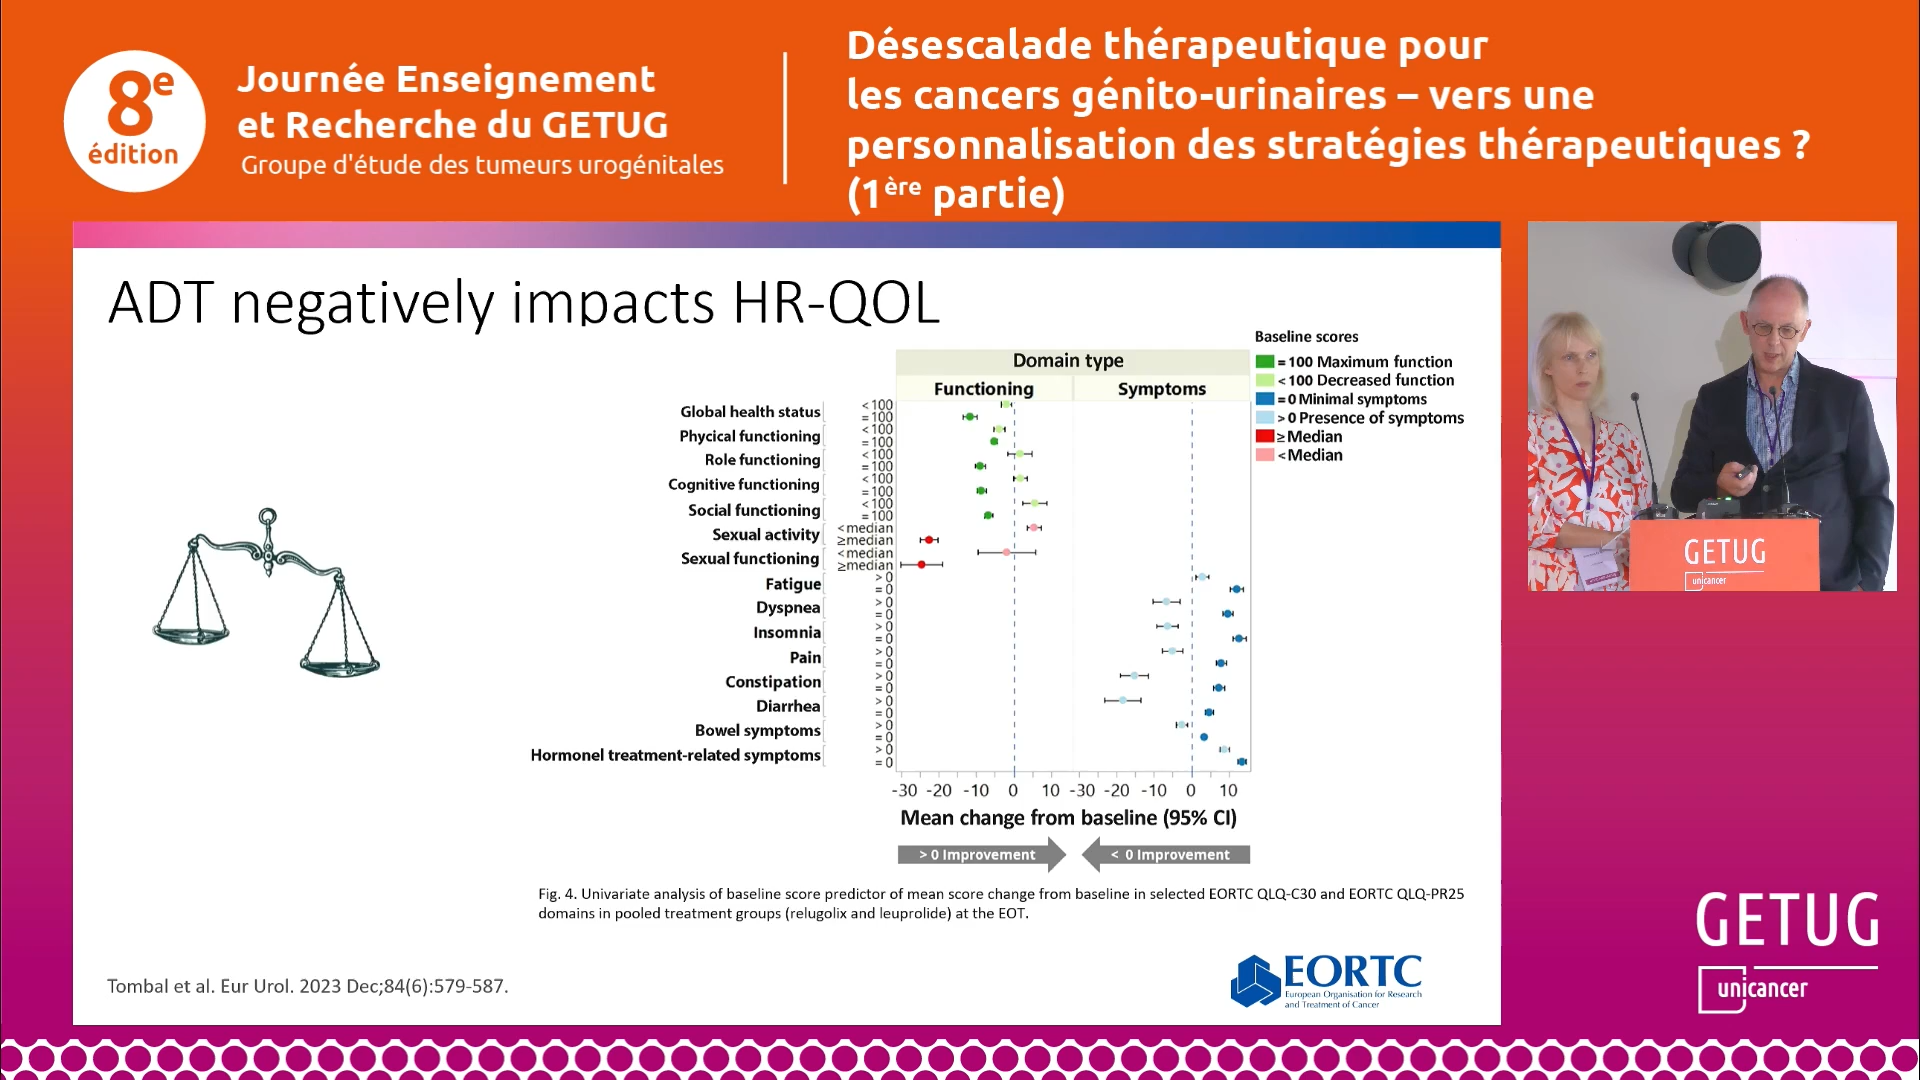 8e
édition
Journée Enseignement
et Recherche du GETUG
Groupe d'étude des tumeurs urogénitales
Désescalade thérapeutique pour
les cancers génito-urinaires – vers une
personnalisation des stratégies thérapeutiques ?
(1ère partie)
ADT negatively impacts HR-QOL
Baseline scores
= 100 Maximum function
< 100 Decreased function
= 0 Minimal symptoms
> 0 Presence of symptoms
≥ Median
< Median
Domain type
Functioning Symptoms
Global health status < 100
= 100
Physical functioning < 100
= 100
Role functioning < 100
= 100
Cognitive functioning < 100
= 100
Social functioning < 100
= 100
Sexual activity < median
≥ median
Sexual functioning < median
≥ median
Fatigue > 0
= 0
Dyspnea > 0
= 0
Insomnia > 0
= 0
Pain > 0
= 0
Constipation > 0
= 0
Diarrhea > 0
= 0
Bowel symptoms > 0
= 0
Hormonel treatment-related symptoms > 0
= 0
-30 -20 -10 0 10 -30 -20 -10 0 10
Mean change from baseline (95% CI)
> 0 Improvement < 0 Improvement
Fig. 4. Univariate analysis of baseline score predictor of mean score change from baseline in selected EORTC QLQ-C30 and EORTC QLQ-PR25
domains in pooled treatment groups (relugolix and leuprolide) at the EOT.
Tombal et al. Eur Urol. 2023 Dec;84(6):579-587.
EORTC
European Organisation for Research
and Treatment of Cancer
GETUG
unicancer
GETUG
unicancer